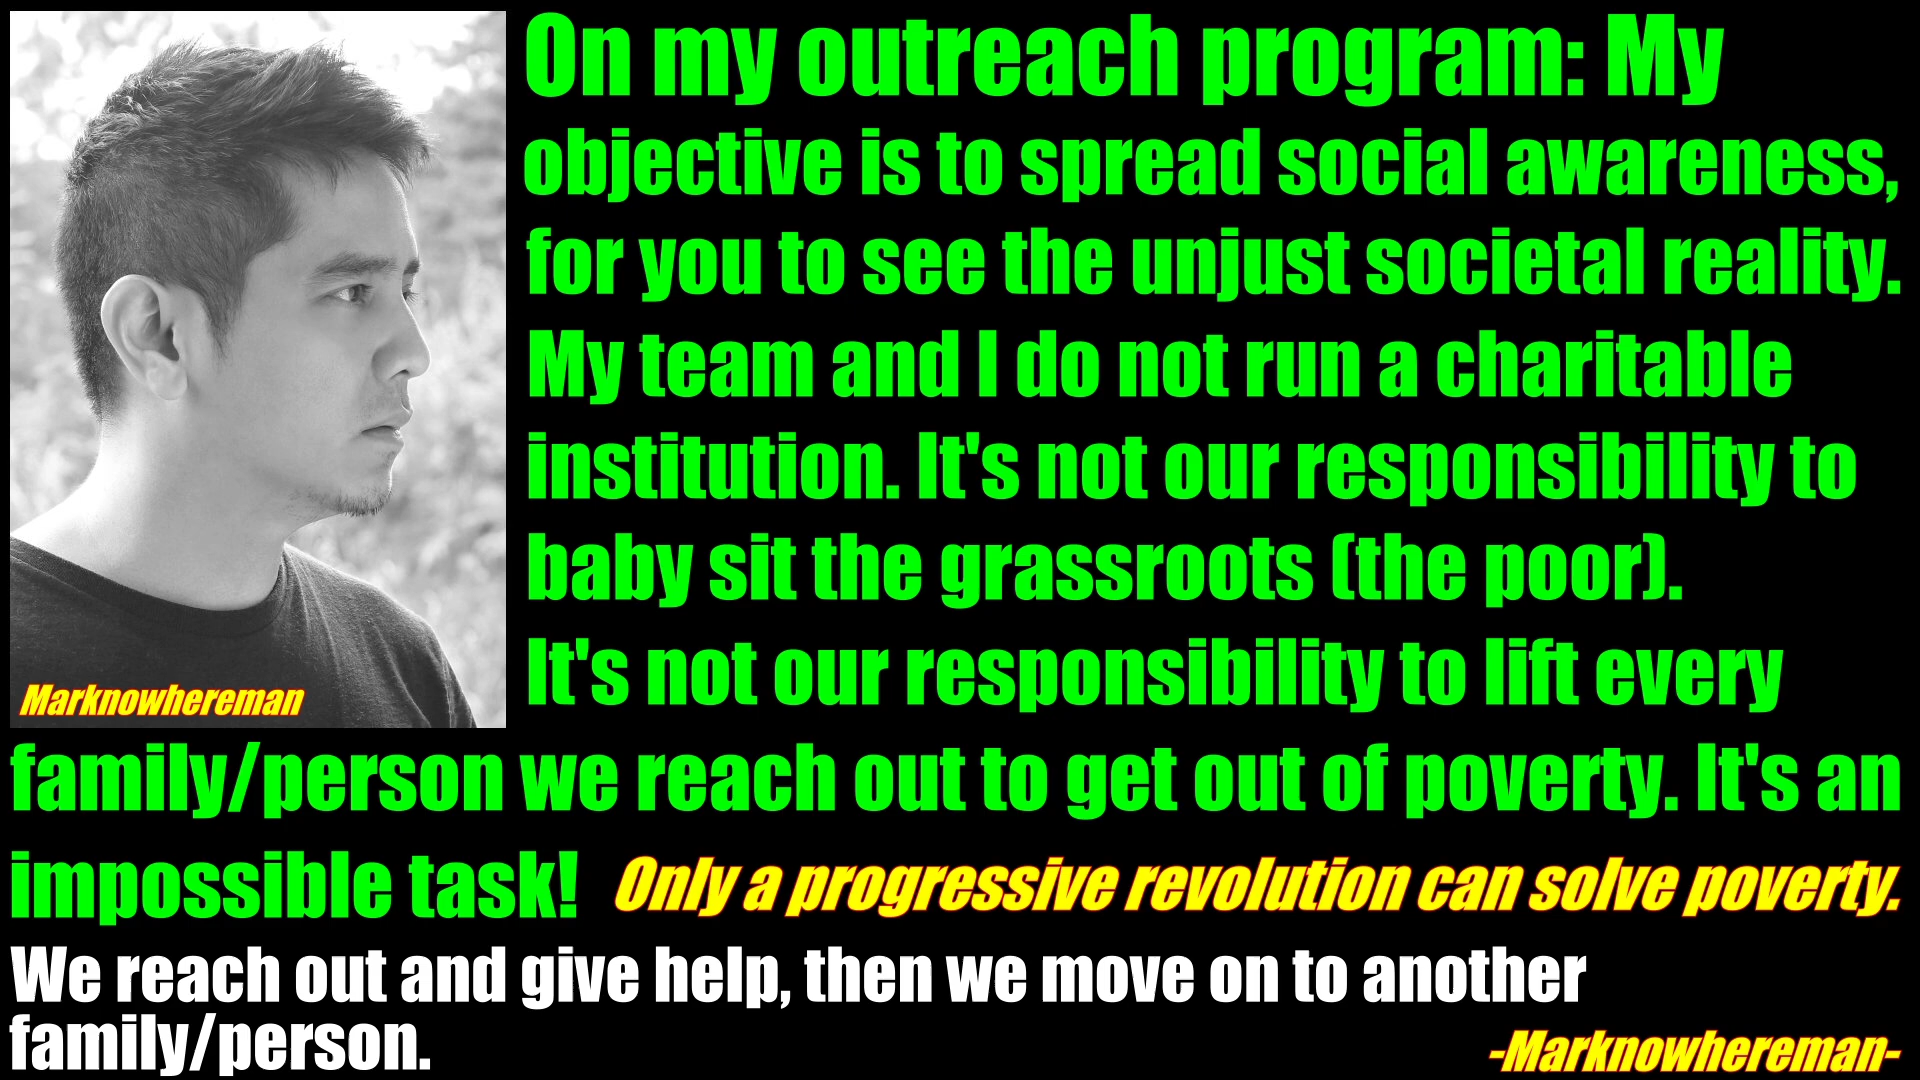 On my outreach program: My
objective is to spread social awareness,
for you to see the unjust societal reality.
My team and I do not run a charitable
institution. It's not our responsibility to
baby sit the grassroots (the poor).
It's not our responsibility to lift every
Marknowhereman
family/person we reach out to get out of poverty. It's an
impossible task! Only a progressive revolution can solve poverty.
We reach out and give help, then we move on to another
family/person.
-Marknowhereman-